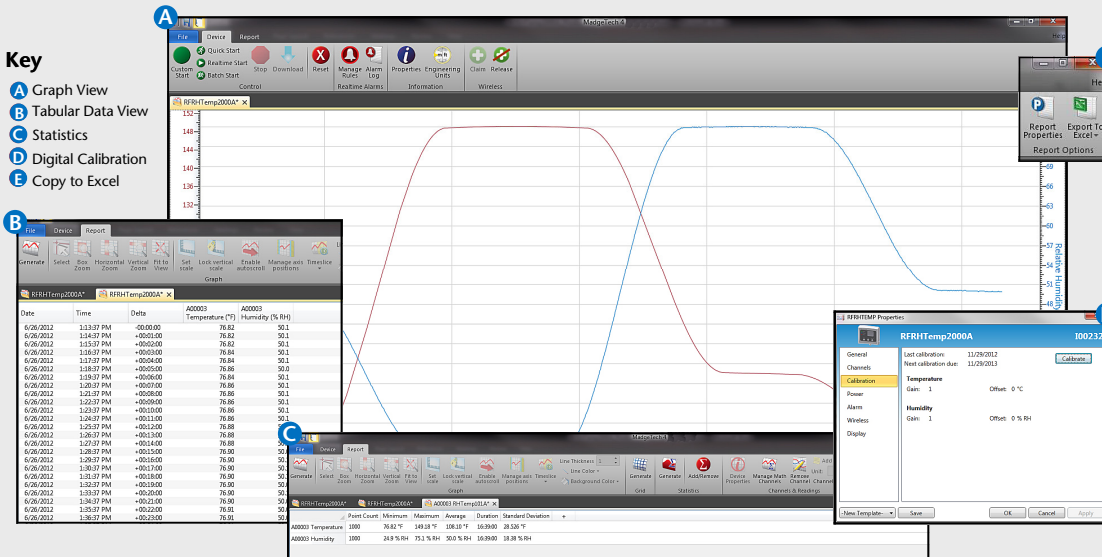 Key
A Graph View
B Tabular Data View
C Statistics
D Digital Calibration
E Copy to Excel
A
MadgeTech 4
File Device Report
Help
Custom Start
Quick Start
Realtime Start
Batch Start
Stop Download
Reset
Manage Rules
Alarm Log
Properties
Engineering Units
Claim Release
Control
Realtime Alarms
Information
Wireless
RFRHTemp2000A* x
152
148
144
140
136
132
69
66
63
60
57
54
51
48
Relative Humidity
He
Report Properties
Export To Excel
Report Options
B
File Device Report
Generate
Select
Box Zoom
Horizontal Zoom
Vertical Zoom
Fit to View
Set scale
Lock vertical scale
Enable autoscroll
Manage axis positions
Timeslice
Graph
RFRHTemp2000A* RFRHTemp2000A* x
Date Time Delta A00003 Temperature (°F) A00003 Humidity (% RH)
6/26/2012 1:13:37 PM -00:00:00 76.82 50.1
6/26/2012 1:14:37 PM +00:01:00 76.82 50.1
6/26/2012 1:15:37 PM +00:02:00 76.82 50.1
6/26/2012 1:16:37 PM +00:03:00 76.84 50.1
6/26/2012 1:17:37 PM +00:04:00 76.84 50.1
6/26/2012 1:18:37 PM +00:05:00 76.86 50.0
6/26/2012 1:19:37 PM +00:06:00 76.84 50.1
6/26/2012 1:20:37 PM +00:07:00 76.86 50.1
6/26/2012 1:21:37 PM +00:08:00 76.86 50.1
6/26/2012 1:22:37 PM +00:09:00 76.86 50.1
6/26/2012 1:23:37 PM +00:10:00 76.86 50.1
6/26/2012 1:24:37 PM +00:11:00 76.86 50.1
6/26/2012 1:25:37 PM +00:12:00 76.88 50.1
6/26/2012 1:26:37 PM +00:13:00 76.88 50.1
6/26/2012 1:27:37 PM +00:14:00 76.88 50
6/26/2012 1:28:37 PM +00:15:00 76.90 50
6/26/2012 1:29:37 PM +00:16:00 76.90 50
6/26/2012 1:30:37 PM +00:17:00 76.90 50
6/26/2012 1:31:37 PM +00:18:00 76.90 50
6/26/2012 1:32:37 PM +00:19:00 76.90 50
6/26/2012 1:33:37 PM +00:20:00 76.90 50
6/26/2012 1:34:37 PM +00:21:00 76.90 50
6/26/2012 1:35:37 PM +00:22:00 76.91 50
6/26/2012 1:36:37 PM +00:23:00 76.91 50
C
MadgeTech 4
File Device Report
Generate
Select
Box Zoom
Horizontal Zoom
Vertical Zoom
Fit to View
Set scale
Lock vertical scale
Enable autoscroll
Manage axis positions
Timeslice
Line Thickness 1
Line Color
Background Color
Generate
Generate
Add/Remove
Device Properties
Manage Math Channels
Remove Channel
Add
Unit:
Channel
Graph
Grid
Statistics
Channels & Readings
RFRHTemp2000A* RFRHTemp2000A* A00003 RHTemp101A* x
Point Count Minimum Maximum Average Duration Standard Deviation +
A00003 Temperature 1000 76.82 °F 149.18 °F 108.10 °F 16:39:00 28.526 °F
A00003 Humidity 1000 24.9 % RH 75.1 % RH 50.0 % RH 16:39:00 18.38 % RH
RFRHTEMP Properties
RFRHTemp2000A I00232
General
Channels
Calibration
Power
Alarm
Wireless
Display
Last calibration: 11/29/2012
Next calibration due: 11/29/2013
Calibrate
Temperature
Gain: 1 Offset: 0 °C
Humidity
Gain: 1 Offset: 0 % RH
-New Template- Save OK Cancel Apply